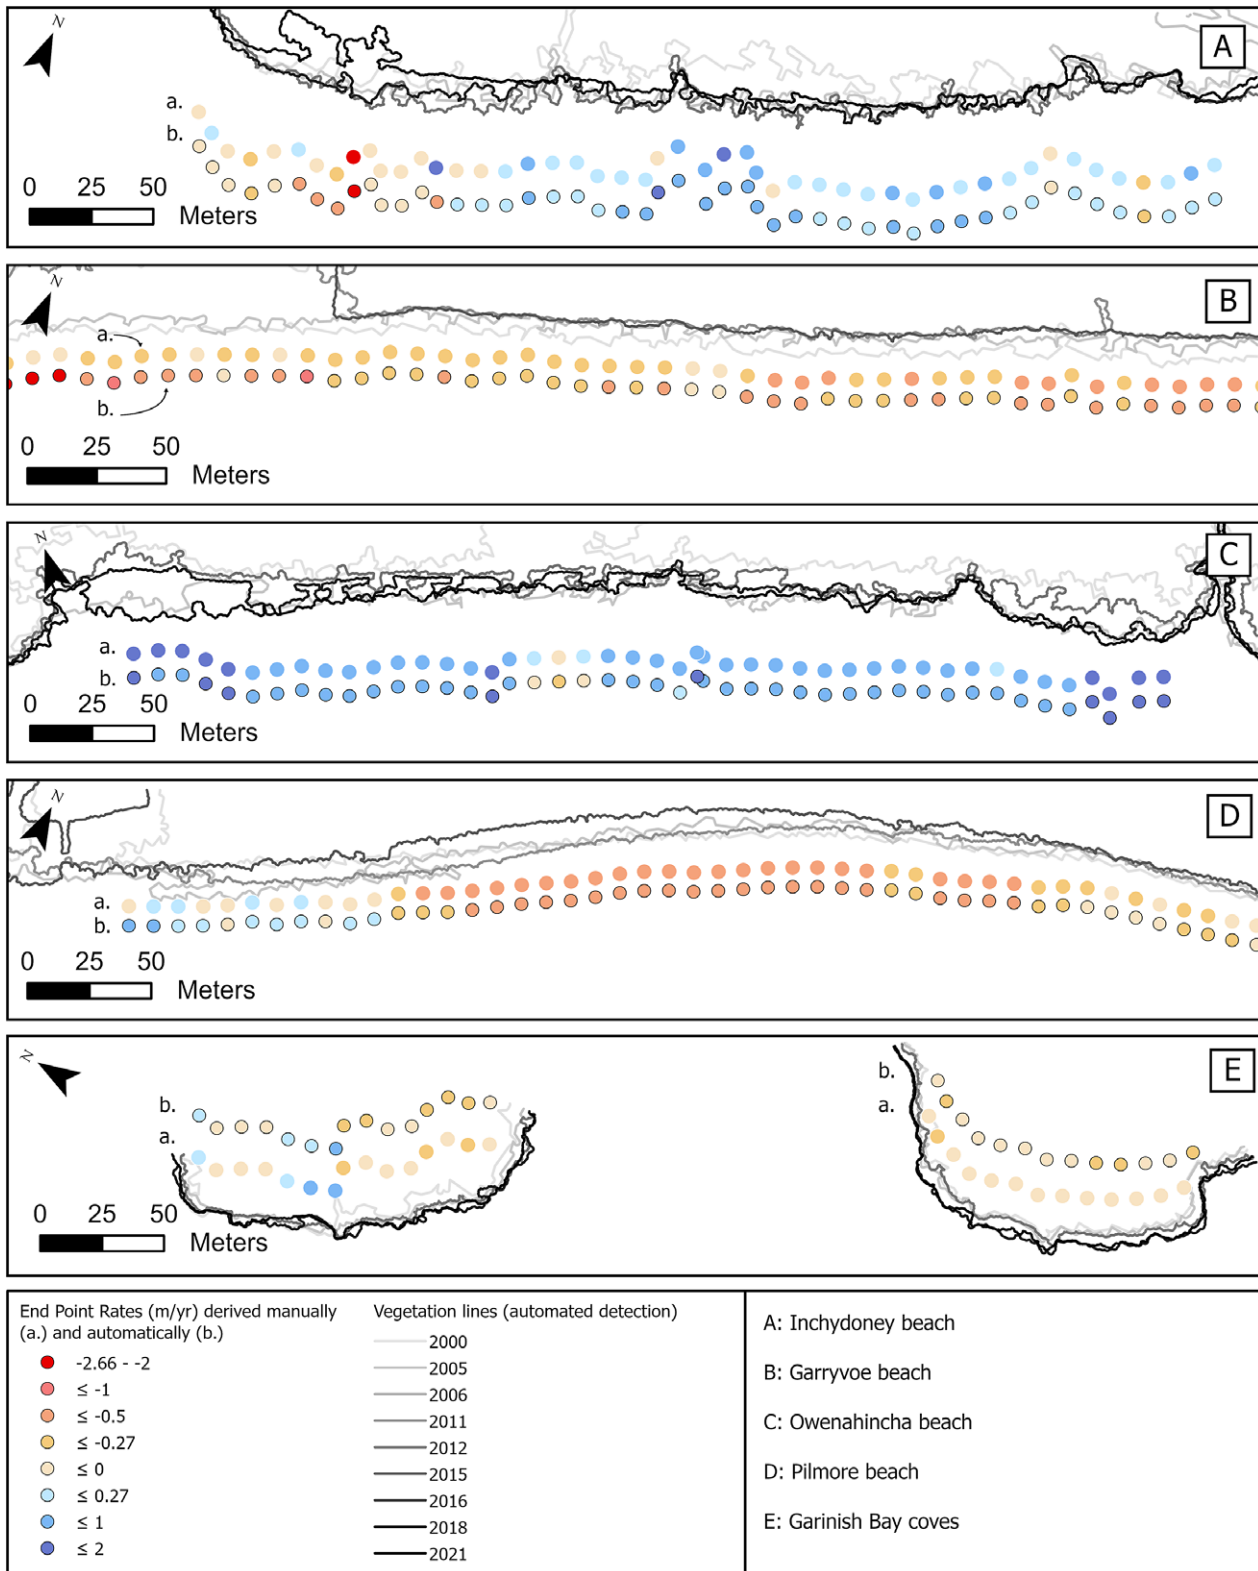 N
A
a.
b.
0 25 50
Meters
N
B
a.
b.
0 25 50
Meters
N
C
a.
b.
0 25 50
Meters
N
D
a.
b.
0 25 50
Meters
N
E
b.
a.
b.
a.
0 25 50
Meters
End Point Rates (m/yr) derived manually
(a.) and automatically (b.)
-2.66 - -2
≤ -1
≤ -0.5
≤ -0.27
≤ 0
≤ 0.27
≤ 1
≤ 2
Vegetation lines (automated detection)
2000
2005
2006
2011
2012
2015
2016
2018
2021
A: Inchydoney beach
B: Garryvoe beach
C: Owenahincha beach
D: Pilmore beach
E: Garinish Bay coves